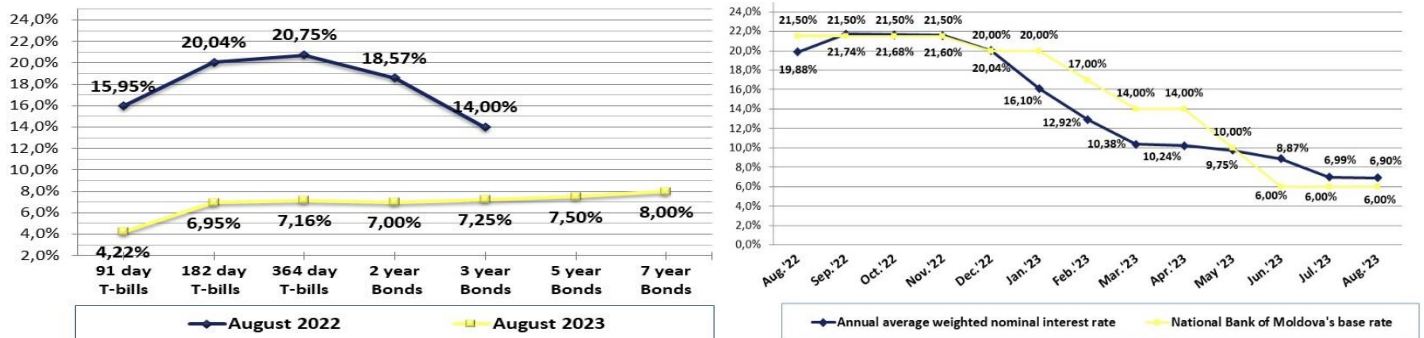 24,0%
22,0%
20,0%
18,0%
16,0%
14,0%
12,0%
10,0%
8,0%
6,0%
4,0%
2,0%
15,95%
20,04%
20,75%
18,57%
14,00%
4,22%
6,95%
7,16%
7,00%
7,25%
7,50%
8,00%
91 day T-bills
182 day T-bills
364 day T-bills
2 year Bonds
3 year Bonds
5 year Bonds
7 year Bonds
August 2022
August 2023
24,0%
22,0%
20,0%
18,0%
16,0%
14,0%
12,0%
10,0%
8,0%
6,0%
4,0%
2,0%
0,0%
21,50%
21,50%
21,50%
21,50%
20,00%
20,00%
17,00%
14,00%
14,00%
10,00%
6,00%
6,00%
6,00%
19,88%
21,74%
21,68%
21,60%
20,04%
16,10%
12,92%
10,38%
10,24%
9,75%
8,87%
6,99%
6,90%
Aug.'22
Sep.'22
Oct.'22
Nov.'22
Dec.'22
Jan.'23
Feb.'23
Mar.'23
Apr.'23
May '23
Jun.'23
Jul.'23
Aug.'23
Annual average weighted nominal interest rate
National Bank of Moldova's base rate